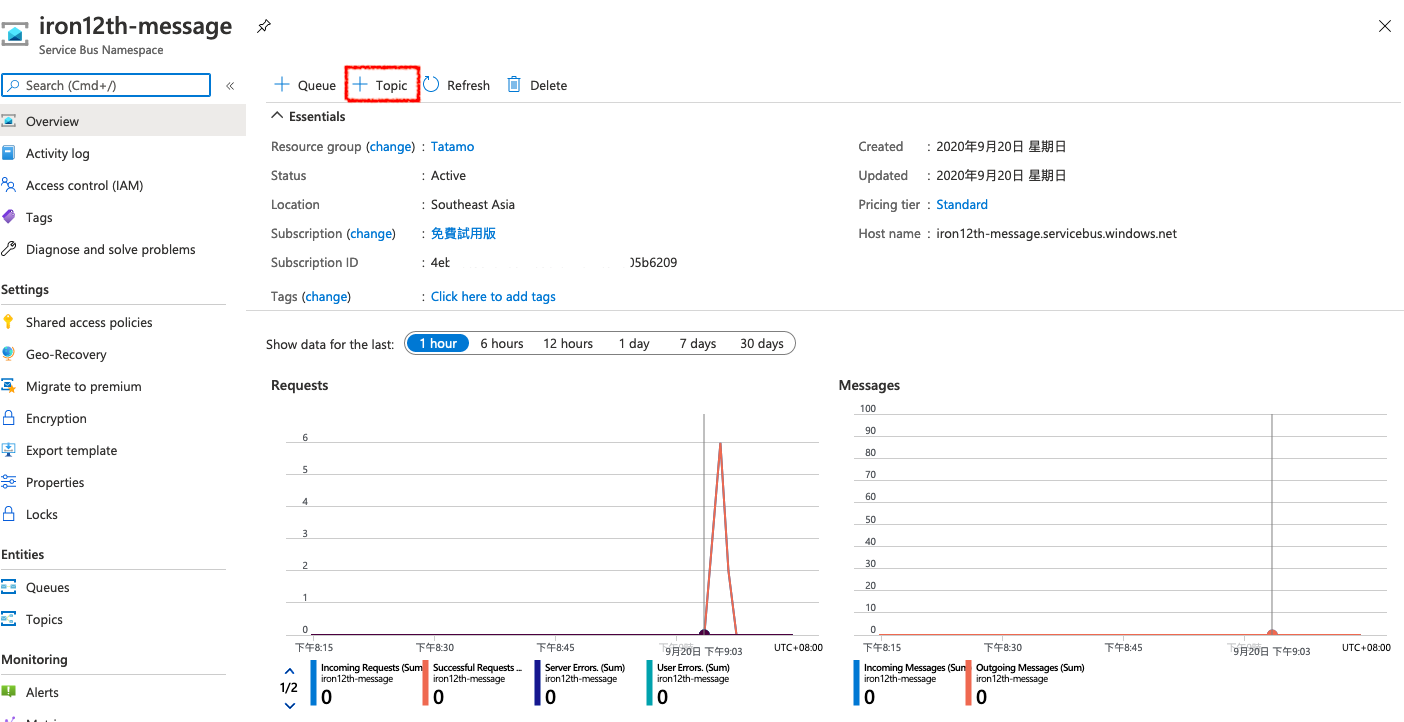 iron12th-message
Service Bus Namespace
Search (Cmd+/)
«
Queue
Topic
Refresh
Delete
Overview
Activity log
Access control (IAM)
Tags
Diagnose and solve problems
Settings
Shared access policies
Geo-Recovery
Migrate to premium
Encryption
Export template
Properties
Locks
Entities
Queues
Topics
Monitoring
Alerts
Essentials
Resource group (change) : Tatamo
Status : Active
Location : Southeast Asia
Subscription (change) : 免費試用版
Subscription ID : 4eb 05b6209
Tags (change) : Click here to add tags
Created : 2020年9月20日 星期日
Updated : 2020年9月20日 星期日
Pricing tier : Standard
Host name : iron12th-message.servicebus.windows.net
Show data for the last: 1 hour 6 hours 12 hours 1 day 7 days 30 days
Requests
6
5
4
3
2
1
0
下午8:15 下午8:30 下午8:45 9月20日 下午9:03 UTC+08:00
1/2
Incoming Requests (Sum)
iron12th-message
0
Successful Requests ...
iron12th-message
0
Server Errors. (Sum)
iron12th-message
0
User Errors. (Sum)
iron12th-message
0
Messages
100
90
80
70
60
50
40
30
20
10
0
下午8:15 下午8:30 下午8:45 9月20日 下午9:03 UTC+08:00
Incoming Messages (Sum
iron12th-message
0
Outgoing Messages (Sum)
iron12th-message
0